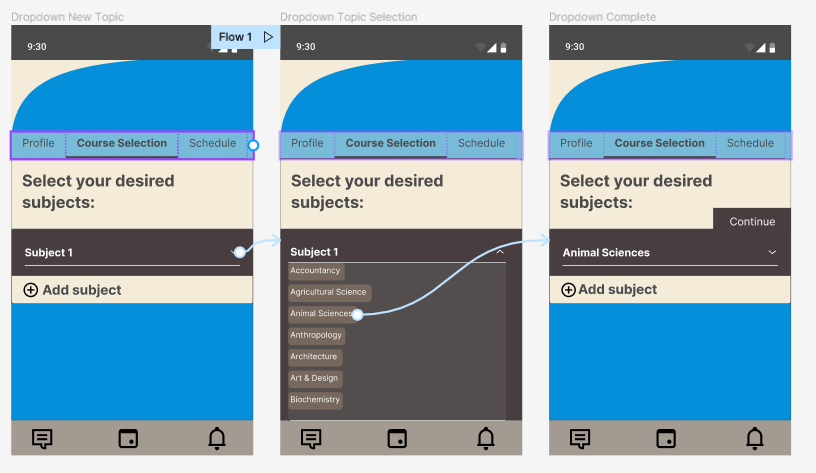 Dropdown New Topic
Flow 1
9:30
Profile
Course Selection
Schedule
Select your desired
subjects:
Subject 1
Add subject
Dropdown Topic Selection
9:30
Profile
Course Selection
Schedule
Select your desired
subjects:
Subject 1
Accountancy
Agricultural Science
Animal Sciences
Anthropology
Architecture
Art & Design
Biochemistry
Dropdown Complete
9:30
Profile
Course Selection
Schedule
Select your desired
subjects:
Continue
Animal Sciences
Add subject